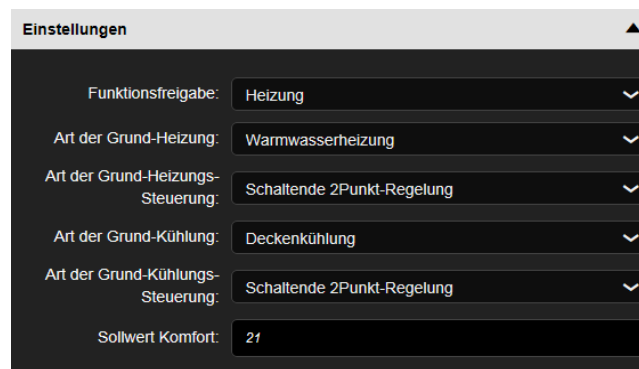 Einstellungen
Funktionsfreigabe: Heizung
Art der Grund-Heizung: Warmwasserheizung
Art der Grund-Heizungs-
Steuerung: Schaltende 2Punkt-Regelung
Art der Grund-Kühlung: Deckenkühlung
Art der Grund-Kühlungs-
Steuerung: Schaltende 2Punkt-Regelung
Sollwert Komfort: 21